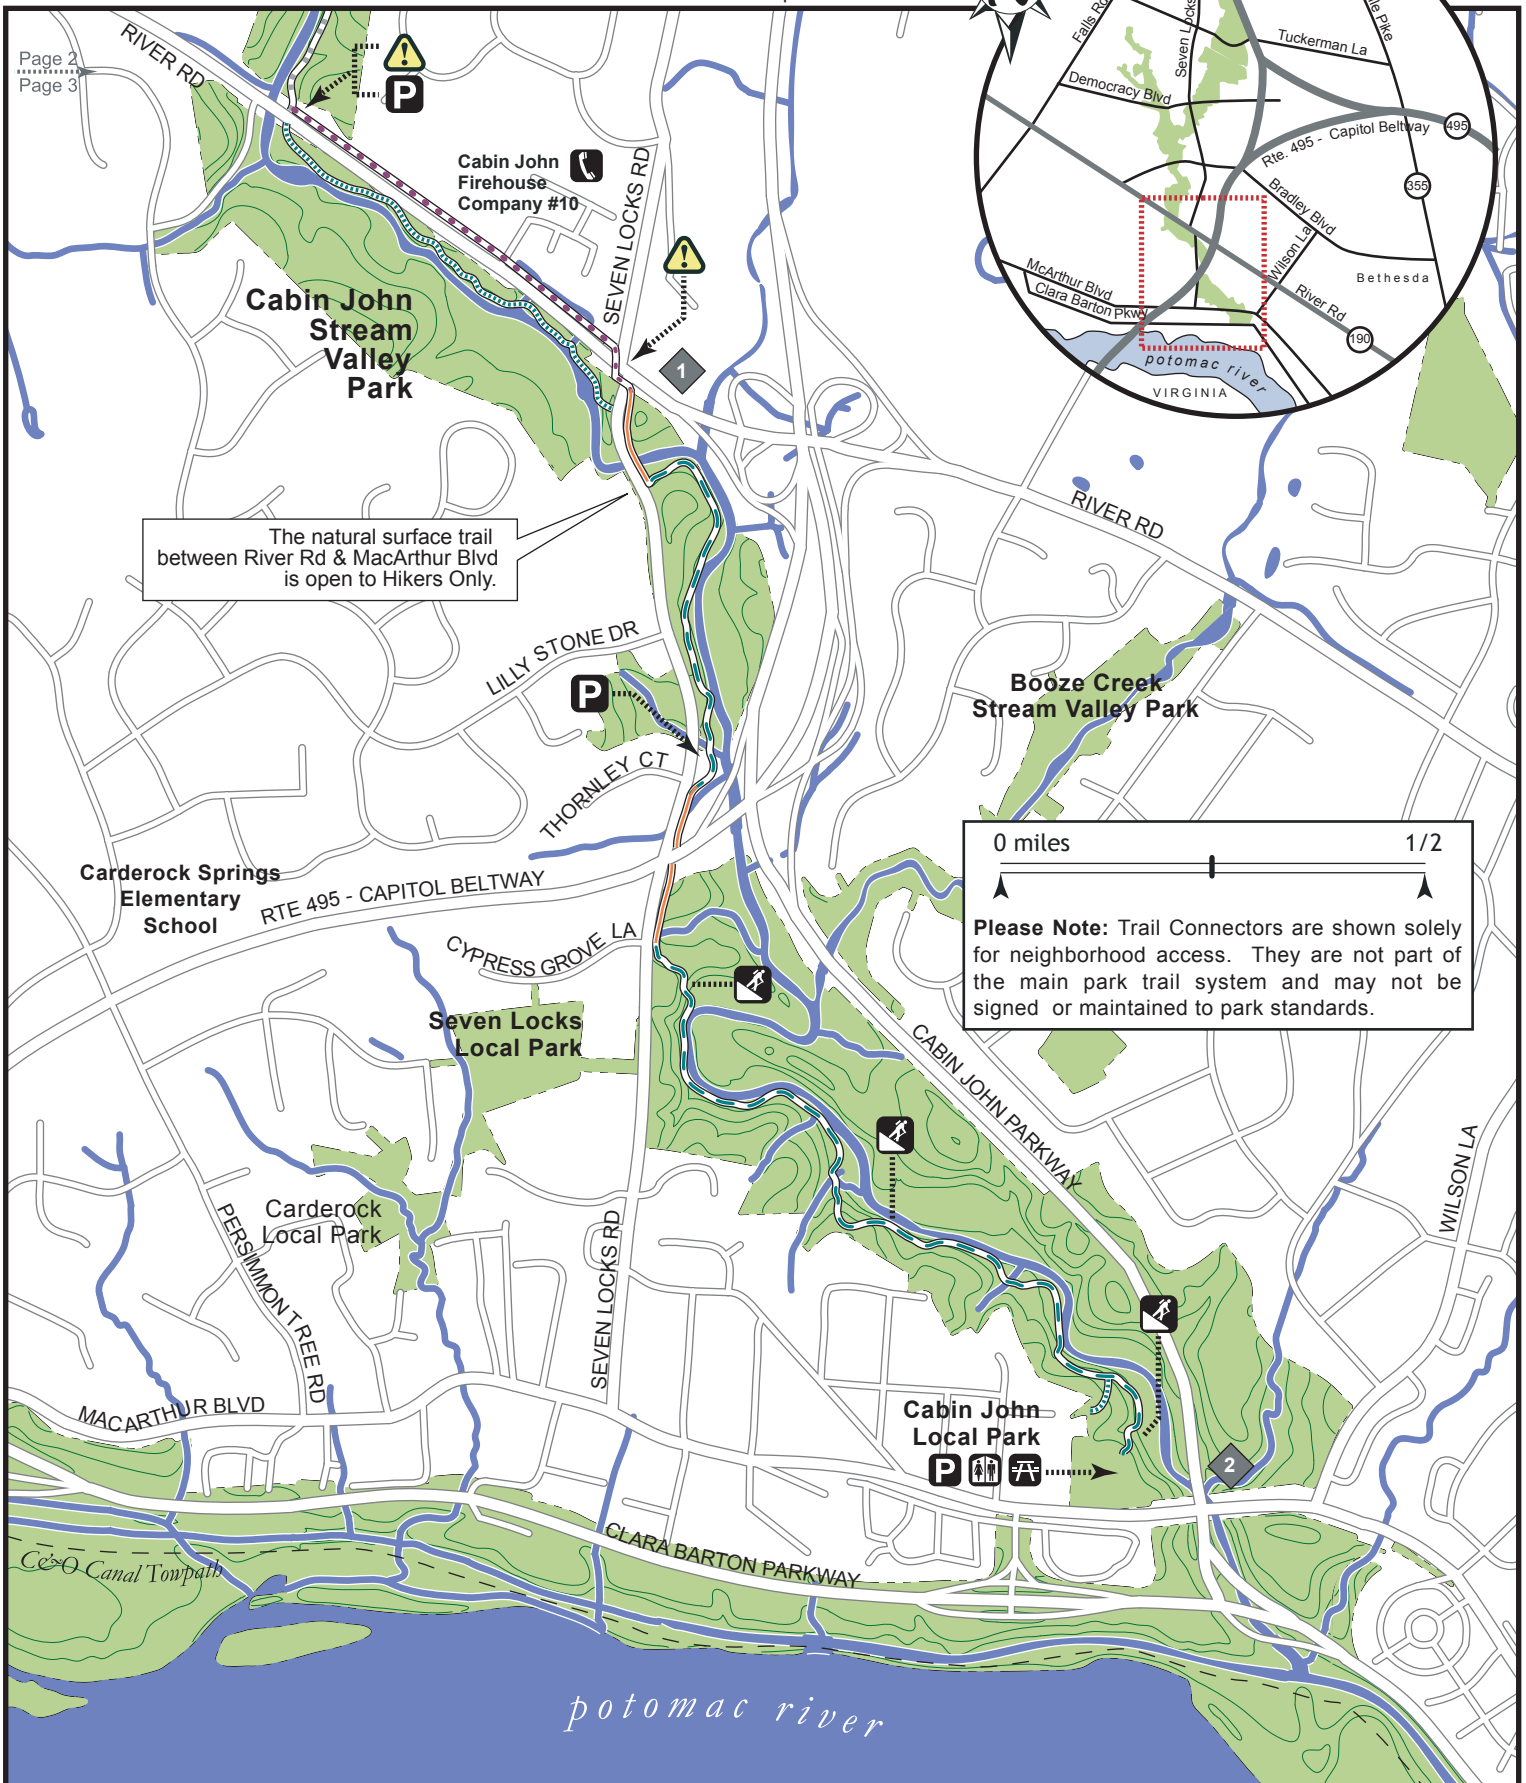 Page 2
Page 3
RIVER RD
P
Cabin John
Firehouse
Company #10
SEVEN LOCKS RD
Cabin John
Stream
Valley
Park
1
The natural surface trail
between River Rd & MacArthur Blvd
is open to Hikers Only.
Falls Rd
Seven Locks
Tuckerman La
Democracy Blvd
Rte. 495 - Capitol Beltway
495
355
Bradley Blvd
Wilson La
Bethesda
McArthur Blvd
Clara Barton Pkwy
River Rd
190
potomac river
VIRGINIA
RIVER RD
LILLY STONE DR
P
THORNLEY CT
Booze Creek
Stream Valley Park
0 miles
1/2
Please Note: Trail Connectors are shown solely
for neighborhood access. They are not part of
the main park trail system and may not be
signed or maintained to park standards.
Carderock Springs
Elementary
School
RTE 495 - CAPITOL BELTWAY
CYPRESS GROVE LA
Seven Locks
Local Park
CABIN JOHN PARKWAY
WILSON LA
Carderock
Local Park
PERSIMMON TREE RD
SEVEN LOCKS RD
MACARTHUR BLVD
Cabin John
Local Park
P
2
CLARA BARTON PARKWAY
C&O Canal Towpath
potomac river